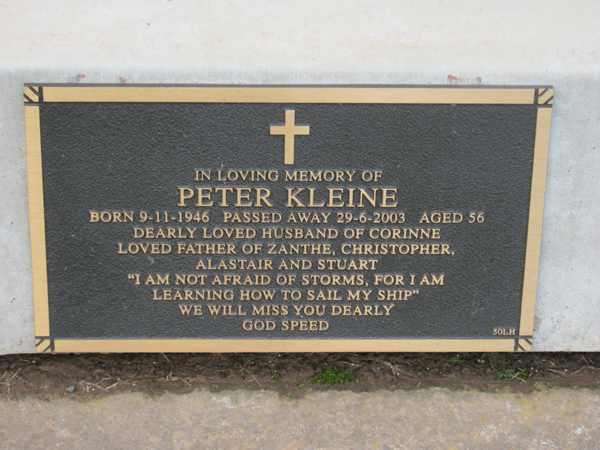 IN LOVING MEMORY OF
PETER KLEINE
BORN 9-11-1946 PASSED AWAY 29-6-2003 AGED 56
DEARLY LOVED HUSBAND OF CORINNE
LOVED FATHER OF ZANTHE, CHRISTOPHER,
ALASTAIR AND STUART
"I AM NOT AFRAID OF STORMS, FOR I AM
LEARNING HOW TO SAIL MY SHIP"
WE WILL MISS YOU DEARLY
GOD SPEED
50LH